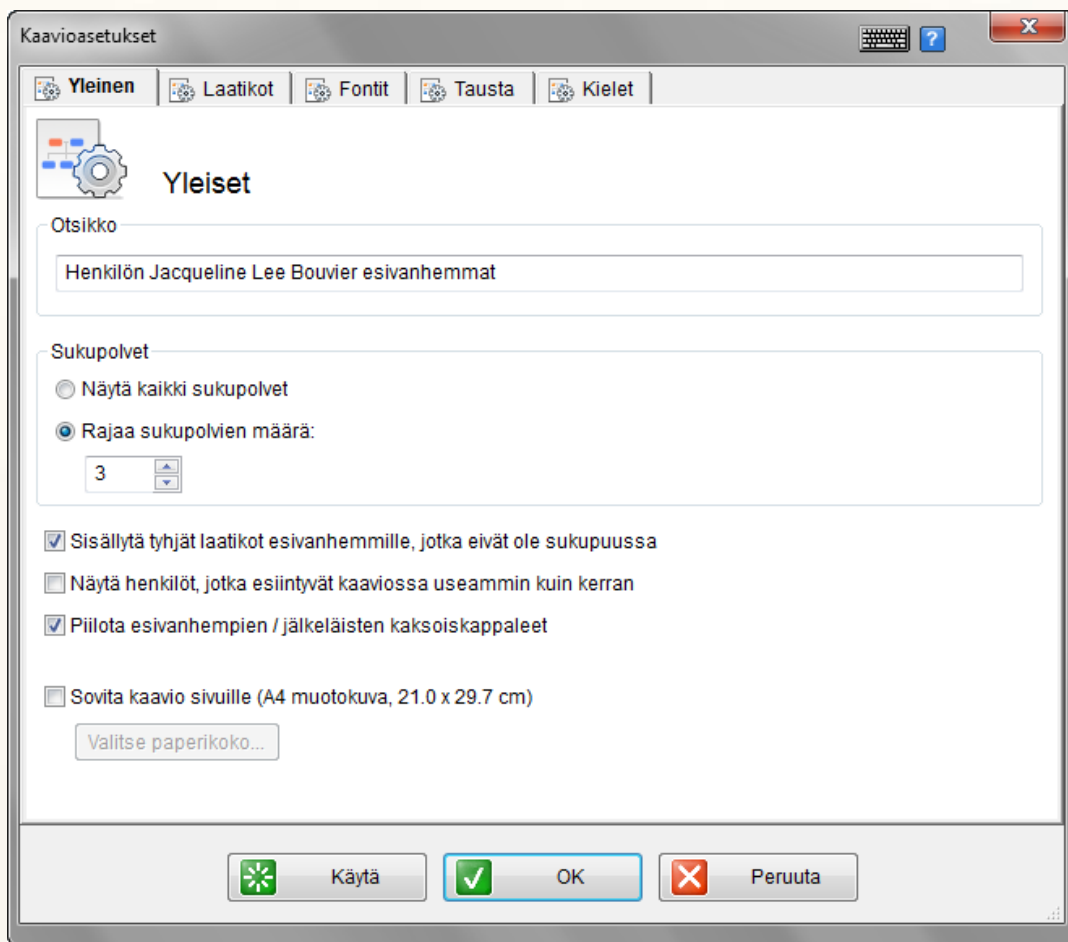 Kaavioasetukset
?
Yleinen Laatikot Fontit Tausta Kielet
Yleiset
Otsikko
Henkilön Jacqueline Lee Bouvier esivanhemmat
Sukupolvet
Näytä kaikki sukupolvet
Rajaa sukupolvien määrä:
3
Sisällytä tyhjät laatikot esivanhemmille, jotka eivät ole sukupuussa
Näytä henkilöt, jotka esiintyvät kaaviossa useammin kuin kerran
Piilota esivanhempien / jälkeläisten kaksoiskappaleet
Sovita kaavio sivuille (A4 muotokuva, 21.0 x 29.7 cm)
Valitse paperikoko...
Käytä OK Peruuta